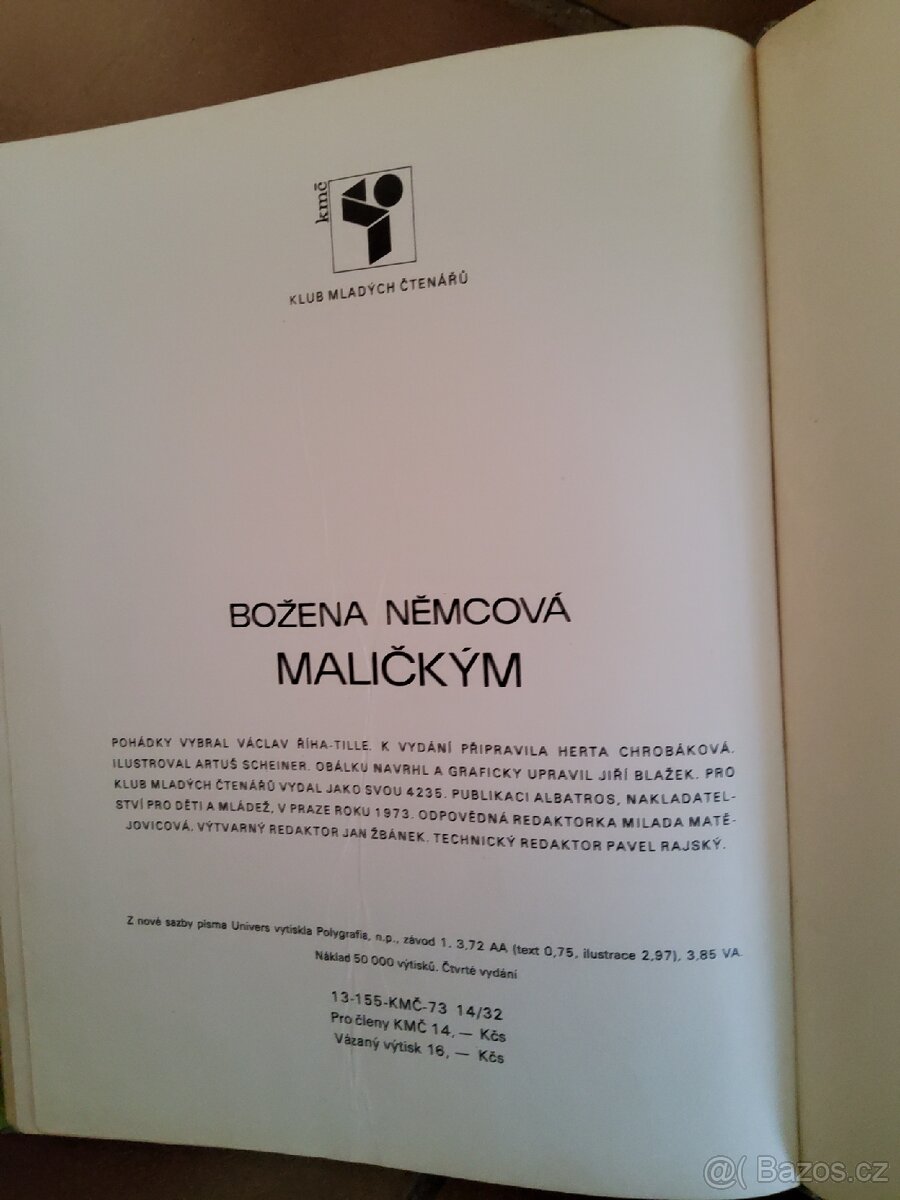 kmč
KLUB MLADÝCH ČTENÁŘŮ
BOŽENA NĚMCOVÁ
MALIČKÝM
POHÁDKY VYBRAL VÁCLAV ŘÍHA-TILLE. K VYDÁNÍ PŘIPRAVILA HERTA CHROBÁKOVÁ.
ILUSTROVAL ARTUŠ SCHEINER. OBÁLKU NAVRHL A GRAFICKY UPRAVIL JIŘÍ BLAŽEK. PRO
KLUB MLADÝCH ČTENÁŘŮ VYDAL JAKO SVOU 4235. PUBLIKACI ALBATROS, NAKLADATEL-
STVÍ PRO DĚTI A MLÁDEŽ, V PRAZE ROKU 1973. ODPOVĚDNÁ REDAKTORKA MILADA MATĚ-
JOVICOVÁ. VÝTVARNÝ REDAKTOR JAN ŽBÁNEK. TECHNICKÝ REDAKTOR PAVEL RAJSKÝ.
Z nové sazby písma Univers vytiskla Polygrafia, n.p., závod 1. 3,72 AA (text 0,75, ilustrace 2,97), 3,85 VA.
Náklad 50 000 výtisků. Čtvrté vydání
13-155-KMČ-73 14/32
Pro členy KMČ 14,— Kčs
Vázaný výtisk 16,— Kčs
@( Bazos.cz